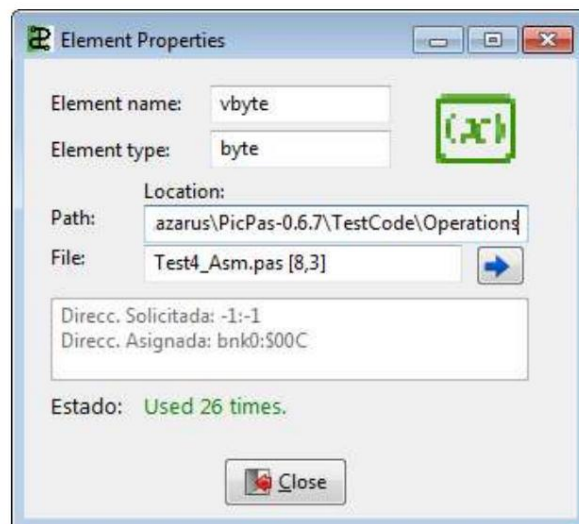 Element Properties
Element name: vbyte
Element type: byte
Location:
Path: azarus\PicPas-0.6.7\TestCode\Operations
File: Test4_Asm.pas [8,3]
Direcc. Solicitada: -1:-1
Direcc. Asignada: bnk0:$00C
Estado: Used 26 times.
Close